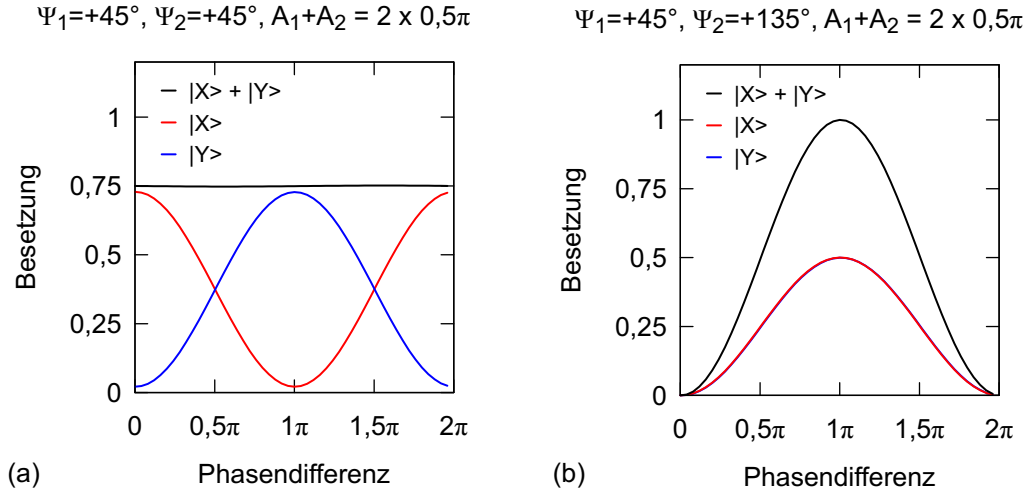 Ψ₁=+45°, Ψ₂=+45°, A₁+A₂ = 2 x 0,5π
|X> + |Y>
|X>
|Y>
1
0,75
0,5
0,25
0
Besetzung
0
0,5π
1π
1,5π
2π
Phasendifferenz
(a)
Ψ₁=+45°, Ψ₂=+135°, A₁+A₂ = 2 x 0,5π
|X> + |Y>
|X>
|Y>
1
0,75
0,5
0,25
0
Besetzung
0
0,5π
1π
1,5π
2π
Phasendifferenz
(b)